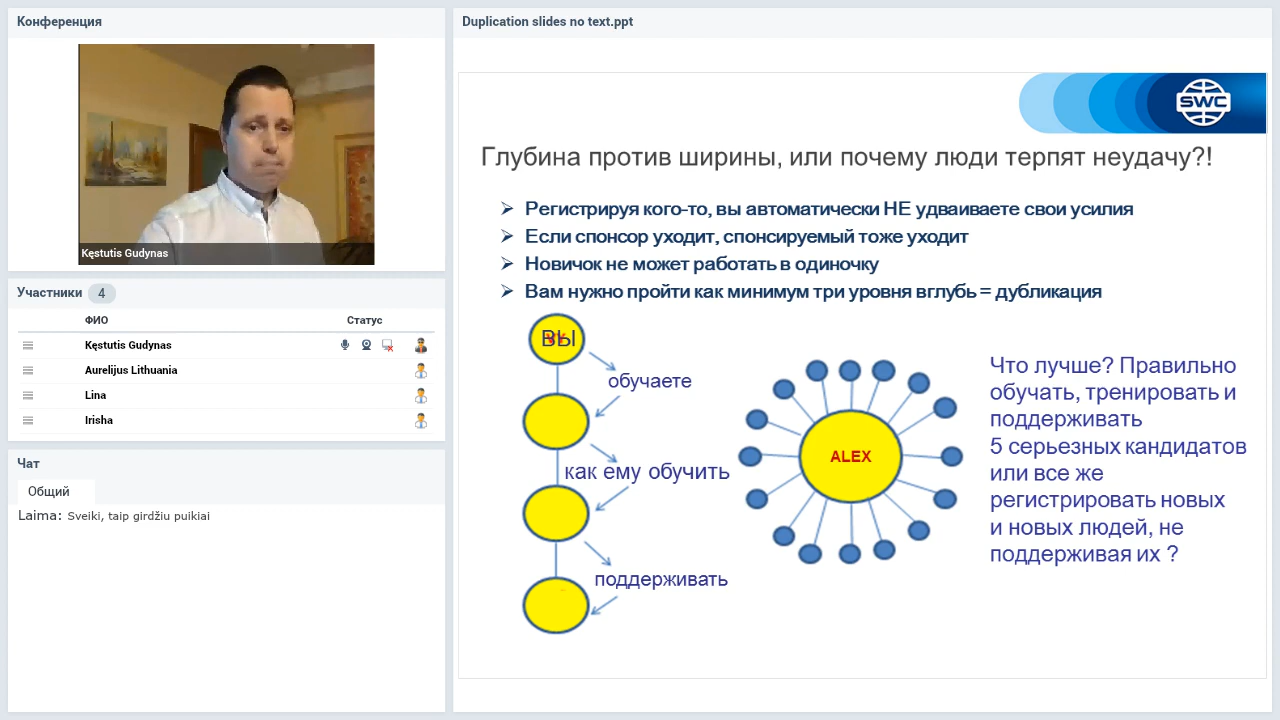 Конференция
Kęstutis Gudynas
Участники 4
ФИО Статус
Kęstutis Gudynas
Aurelijus Lithuania
Lina
Irisha
Чат
Общий
Laima: Sveiki, taip girdžiu puikiai
Duplication slides no text.ppt
SWC
Глубина против ширины, или почему люди терпят неудачу?!
Регистрируя кого-то, вы автоматически НЕ удваиваете свои усилия
Если спонсор уходит, спонсируемый тоже уходит
Новичок не может работать в одиночку
Вам нужно пройти как минимум три уровня вглубь = дубликация
ВЫ
обучаете
как ему обучить
поддерживать
ALEX
Что лучше? Правильно
обучать, тренировать и
поддерживать
5 серьезных кандидатов
или все же
регистрировать новых
и новых людей, не
поддерживая их ?